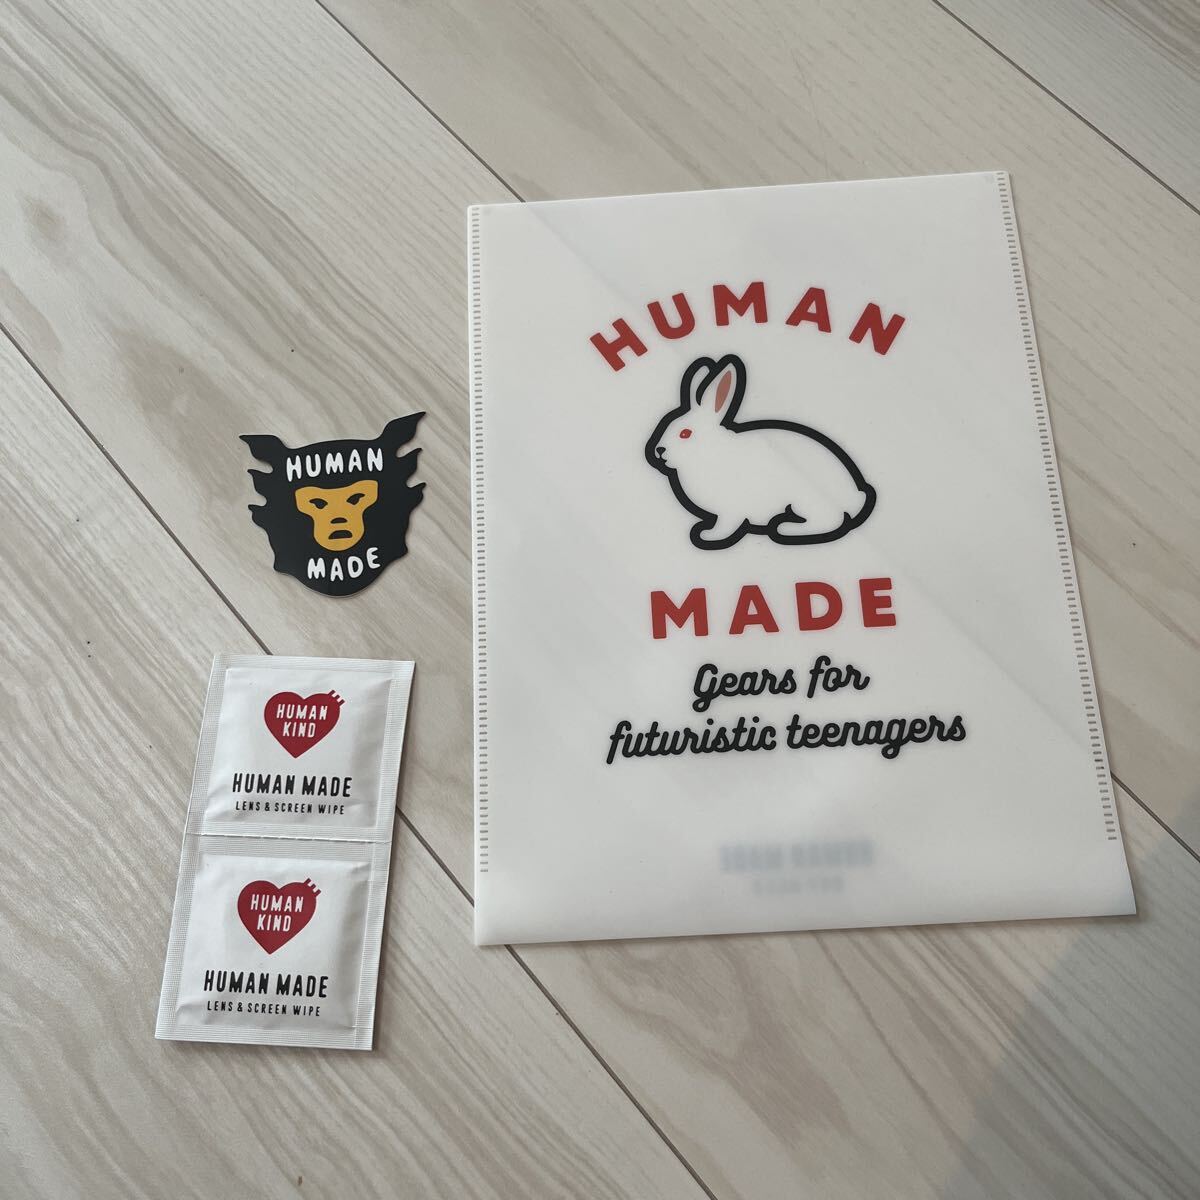 HUMAN
MADE
Gears for
futuristic teenagers
HUMAN
MADE
HUMAN
KIND
HUMAN MADE
LENS & SCREEN WIPE
HUMAN
KIND
HUMAN MADE
LENS & SCREEN WIPE